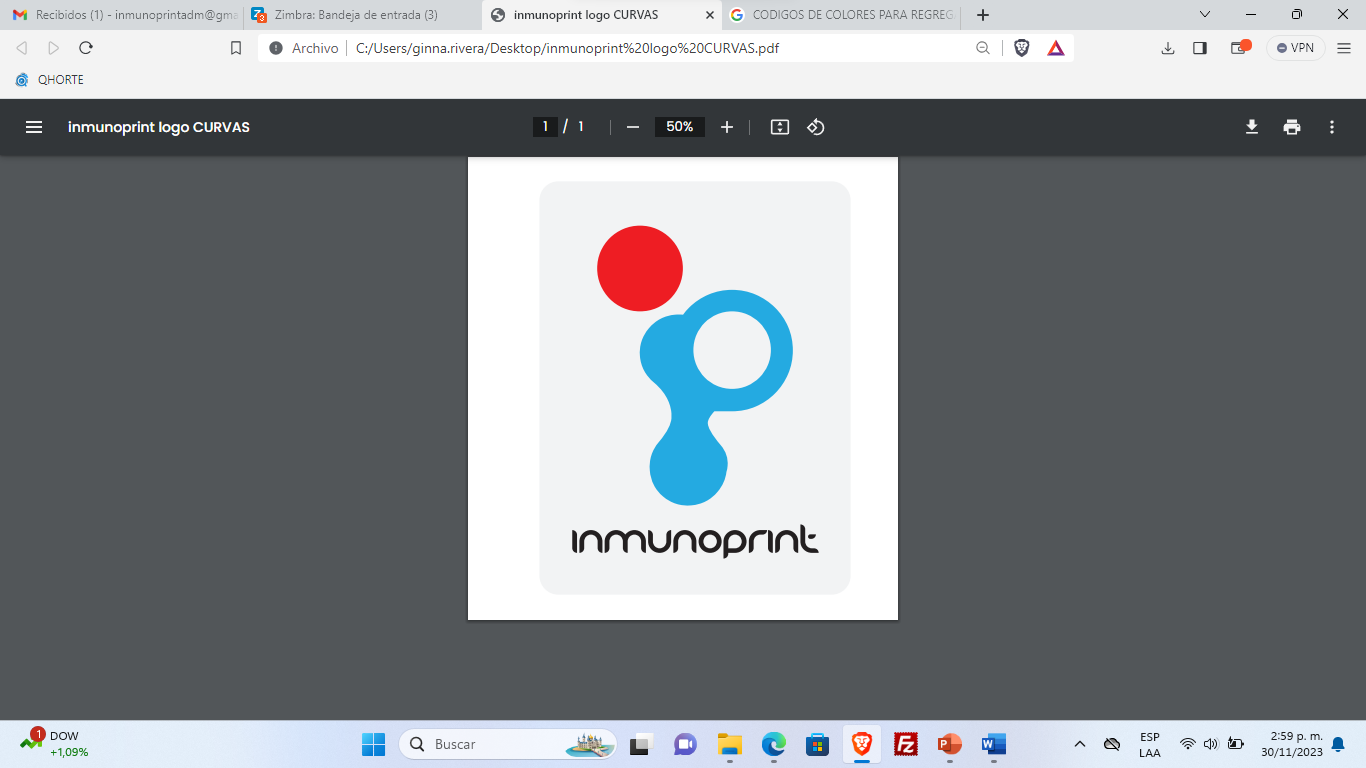 Recibidos (1) - inmunoprintadm@gma
Zimbra: Bandeja de entrada (3)
inmunoprint logo CURVAS
CODIGOS DE COLORES PARA REGREG
Archivo
C:/Users/ginna.rivera/Desktop/inmunoprint%20logo%20CURVAS.pdf
VPN
QHORTE
inmunoprint logo CURVAS
1 / 1
50%
inmunoprint
1
DOW
+1,09%
Buscar
ESP
LAA
2:59 p. m.
30/11/2023